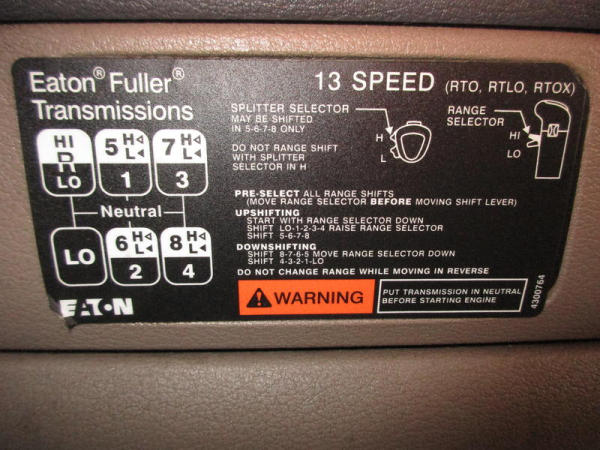 Eaton® Fuller®
Transmissions
13 SPEED (RTO, RTLO, RTOX)
SPLITTER SELECTOR
MAY BE SHIFTED
IN 5-6-7-8 ONLY
DO NOT RANGE SHIFT
WITH SPLITTER
SELECTOR IN H
H
L
RANGE
SELECTOR
HI
LO
HI
R
LO
5 H L
1
7 H L
3
Neutral
LO
6 H L
2
8 H L
4
PRE-SELECT ALL RANGE SHIFTS
(MOVE RANGE SELECTOR BEFORE MOVING SHIFT LEVER)
UPSHIFTING
START WITH RANGE SELECTOR DOWN
SHIFT LO-1-2-3-4 RAISE RANGE SELECTOR
SHIFT 5-6-7-8
DOWNSHIFTING
SHIFT 8-7-6-5 MOVE RANGE SELECTOR DOWN
SHIFT 4-3-2-1-LO
DO NOT CHANGE RANGE WHILE MOVING IN REVERSE
EATON
WARNING
PUT TRANSMISSION IN NEUTRAL
BEFORE STARTING ENGINE
4300764